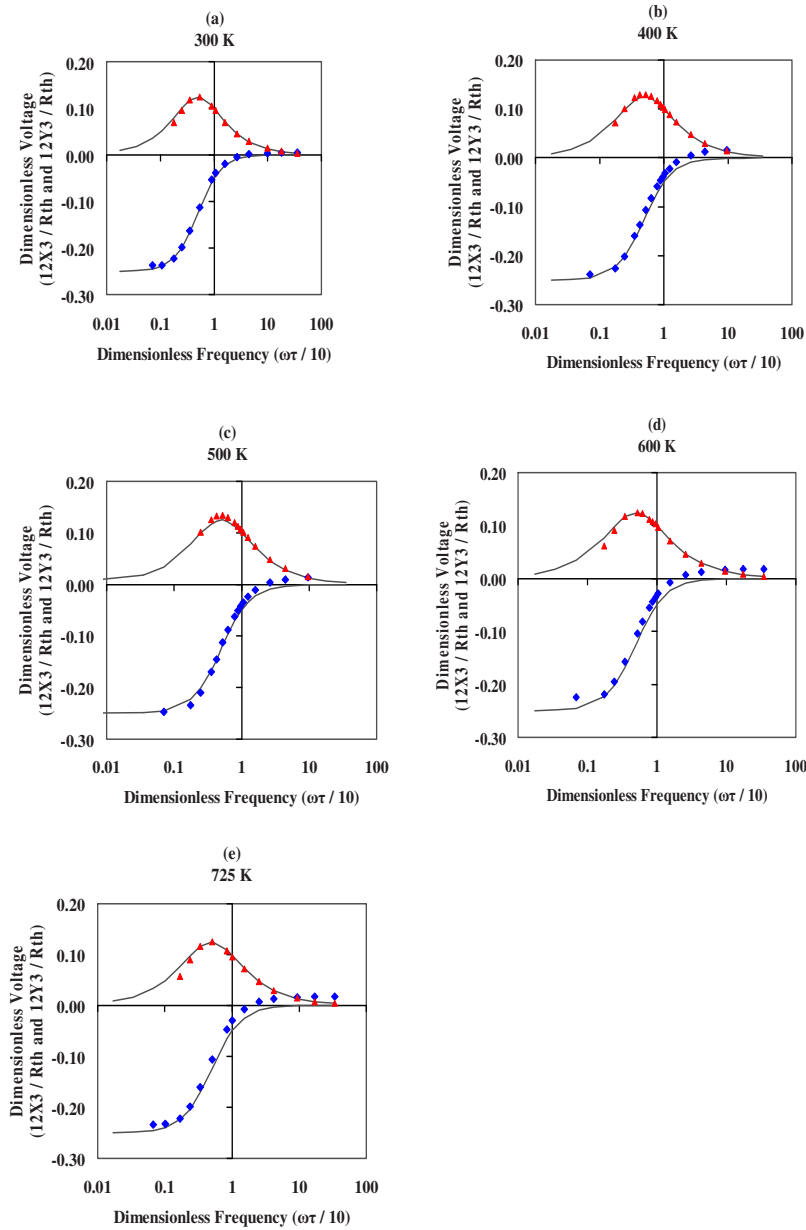 (a)
300 K
Dimensionless Voltage
(12X3 / Rth and 12Y3 / Rth)
0.20
0.10
0.00
-0.10
-0.20
-0.30
0.01 0.1 1 10 100
Dimensionless Frequency (ωτ / 10)
(b)
400 K
Dimensionless Voltage
(12X3 / Rth and 12Y3 / Rth)
0.20
0.10
0.00
-0.10
-0.20
-0.30
0.01 0.1 1 10 100
Dimensionless Frequency (ωτ / 10)
(c)
500 K
Dimensionless Voltage
(12X3 / Rth and 12Y3 / Rth)
0.20
0.10
0.00
-0.10
-0.20
-0.30
0.01 0.1 1 10 100
Dimensionless Frequency (ωτ / 10)
(d)
600 K
Dimensionless Voltage
(12X3 / Rth and 12Y3 / Rth)
0.20
0.10
0.00
-0.10
-0.20
-0.30
0.01 0.1 1 10 100
Dimensionless Frequency (ωτ / 10)
(e)
725 K
Dimensionless Voltage
(12X3 / Rth and 12Y3 / Rth)
0.20
0.10
0.00
-0.10
-0.20
-0.30
0.01 0.1 1 10 100
Dimensionless Frequency (ωτ / 10)